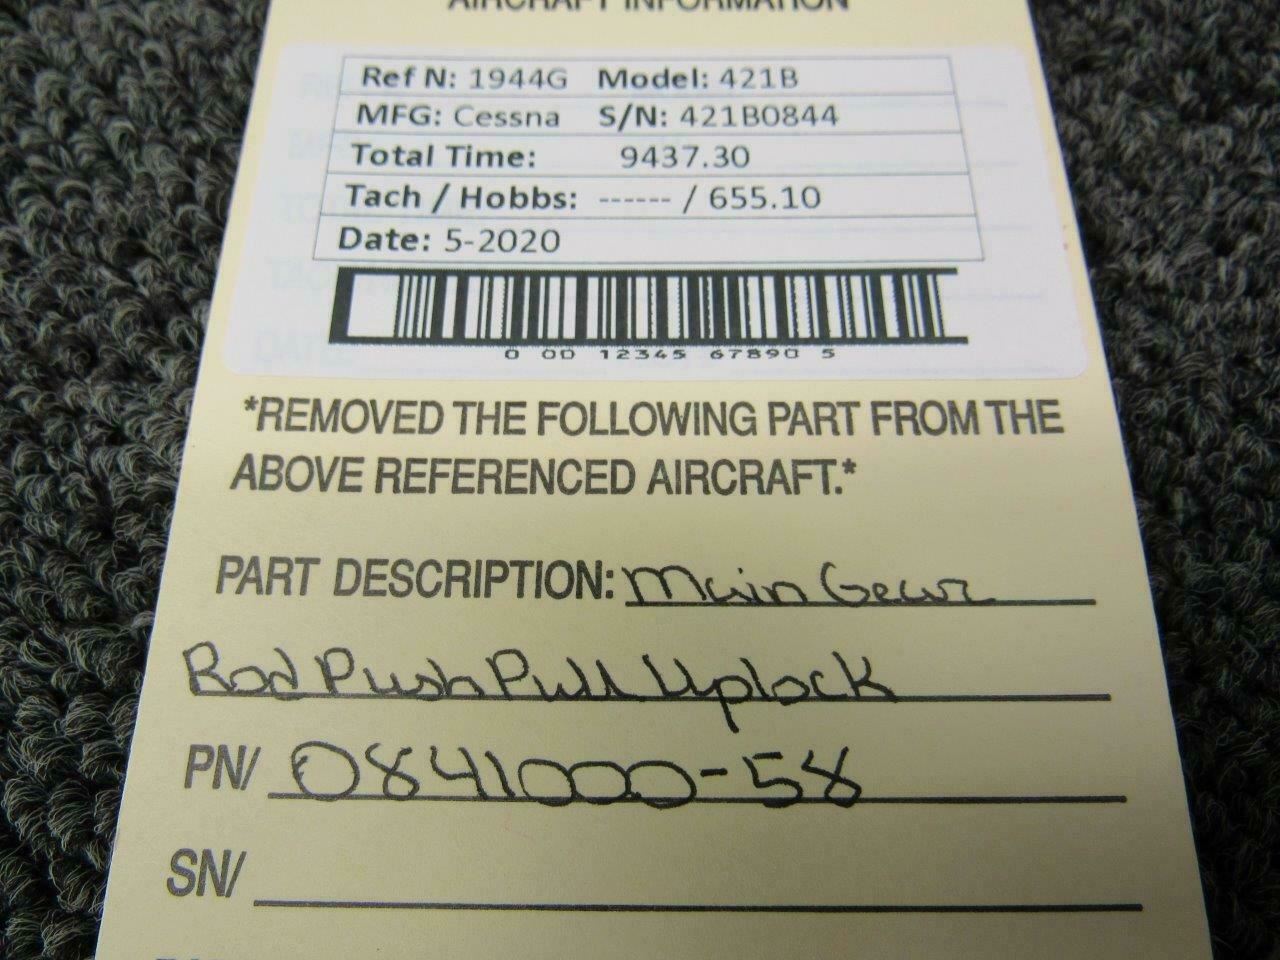 AIRCRAFT INFORMATION
Ref N: 1944G Model: 421B
MFG: Cessna S/N: 421B0844
Total Time: 9437.30
Tach / Hobbs: ------ / 655.10
Date: 5-2020
0 00 12345 67890 5
*REMOVED THE FOLLOWING PART FROM THE
ABOVE REFERENCED AIRCRAFT.*
PART DESCRIPTION: Main Gear
Rod Push Pull Uplock
PN/ 0841000-58
SN/